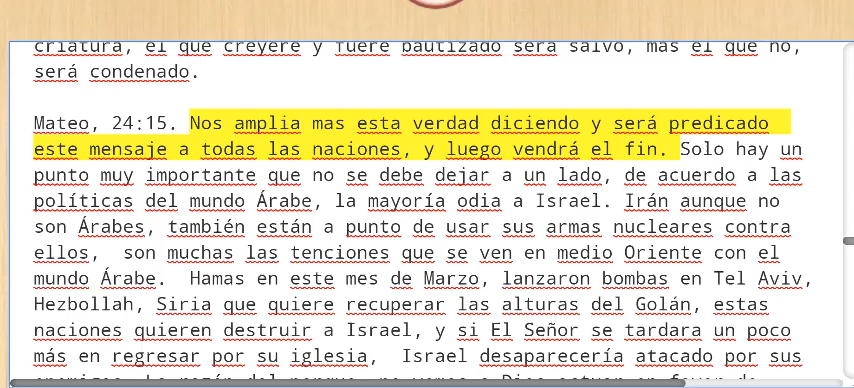 criatura, el que creyere y fuere bautizado será salvo, mas el que no,
será condenado.
Mateo, 24:15. Nos amplia mas esta verdad diciendo y será predicado
este mensaje a todas las naciones, y luego vendrá el fin. Solo hay un
punto muy importante que no se debe dejar a un lado, de acuerdo a las
políticas del mundo Árabe, la mayoría odia a Israel. Irán aunque no
son Árabes, también están a punto de usar sus armas nucleares contra
ellos, son muchas las tenciones que se ven en medio Oriente con el
mundo Árabe. Hamas en este mes de Marzo, lanzaron bombas en Tel Aviv,
Hezbollah, Siria que quiere recuperar las alturas del Golán, estas
naciones quieren destruir a Israel, y si El Señor se tardara un poco
más en regresar por su iglesia, Israel desaparecería atacado por sus